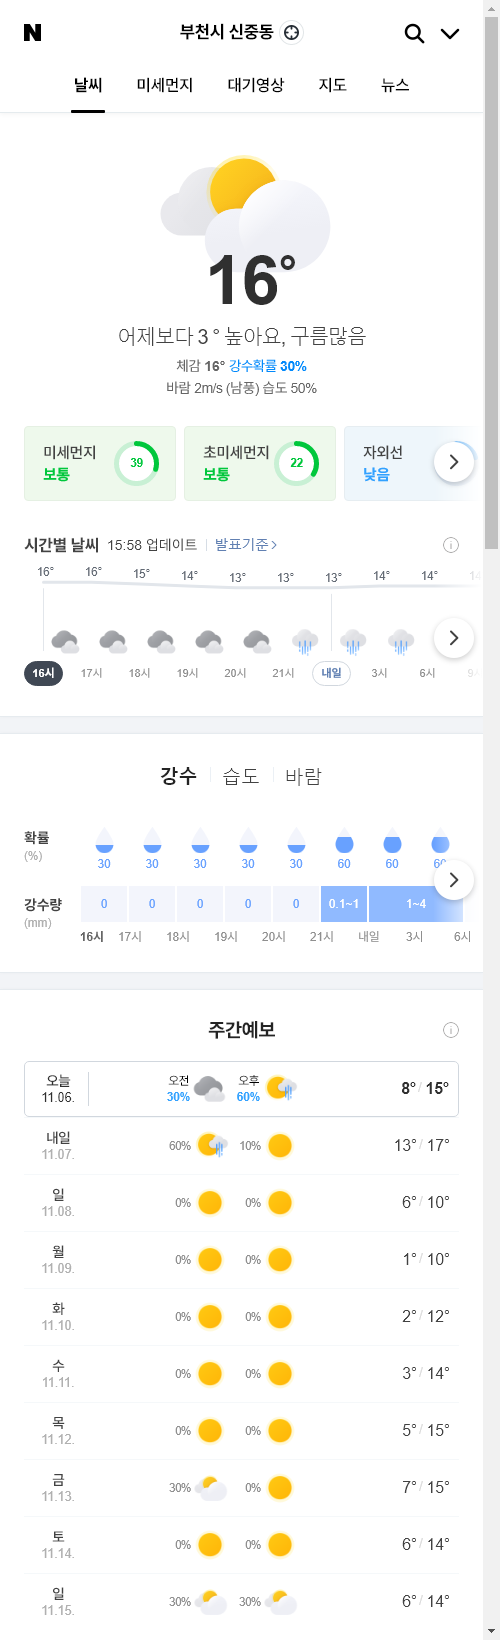 N 부천시 신중동
날씨 미세먼지 대기영상 지도 뉴스
16°
어제보다 3 ° 높아요, 구름많음
체감 16° 강수확률 30%
바람 2m/s (남풍) 습도 50%
미세먼지 초미세먼지 자외선
39 22
보통 보통 낮음
시간별 날씨 15:58 업데이트 발표기준
16° 16° 15° 14° 13° 13° 13° 14° 14° 14
16시 17시 18시 19시 20시 21시 내일 3시 6시
강수 습도 바람
확률
(%)
30 30 30 30 30 60 60 60
강수량
(mm)
0 0 0 0 0 0.1~1 1~4
16시 17시 18시 19시 20시 21시 내일 3시 6시
주간예보
오늘 오전 오후
11.06. 30% 60% 8° / 15°
내일
11.07. 60% 10% 13° / 17°
일
11.08. 0% 0% 6° / 10°
월
11.09. 0% 0% 1° / 10°
화
11.10. 0% 0% 2° / 12°
수
11.11. 0% 0% 3° / 14°
목
11.12. 0% 0% 5° / 15°
금
11.13. 30% 0% 7° / 15°
토
11.14. 0% 0% 6° / 14°
일
11.15. 30% 30% 6° / 14°